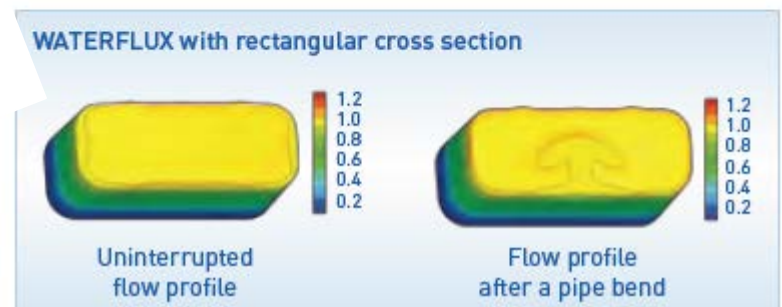 WATERFLUX with rectangular cross section
1.2
1.0
0.8
0.6
0.4
0.2
Uninterrupted
flow profile
1.2
1.0
0.8
0.6
0.4
0.2
Flow profile
after a pipe bend